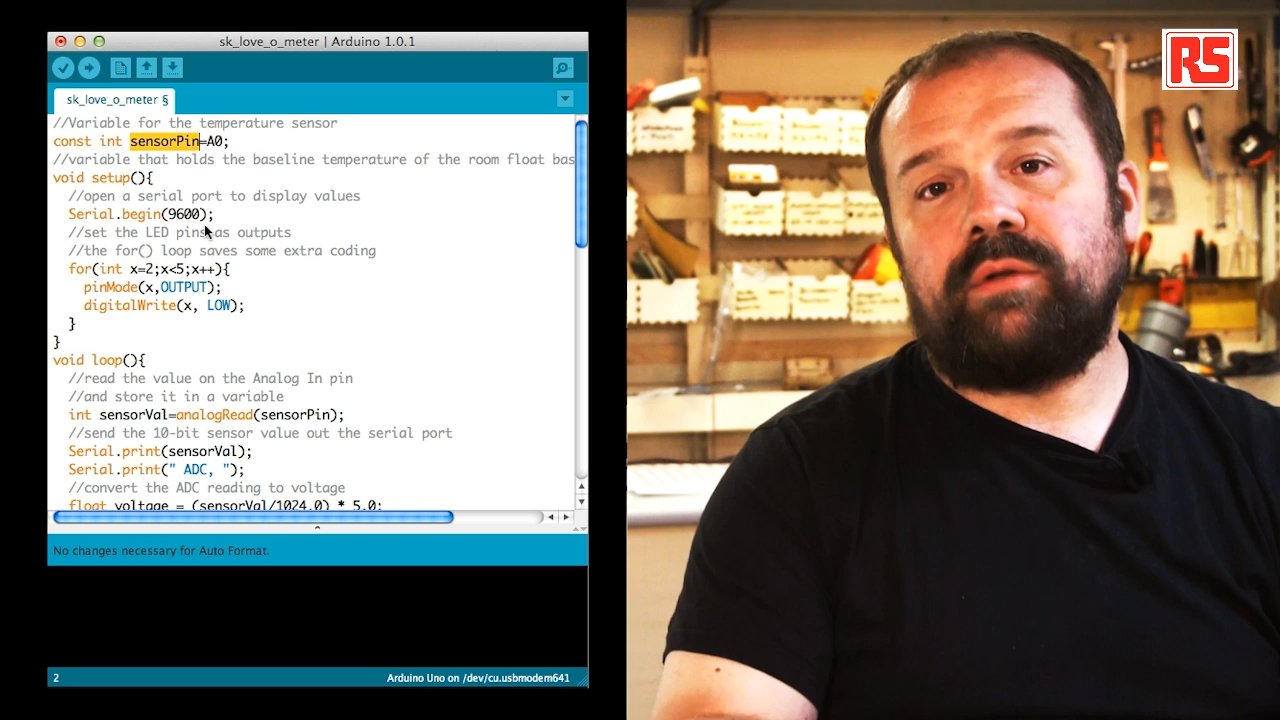 sk_love_o_meter | Arduino 1.0.1
sk_love_o_meter §
//Variable for the temperature sensor
const int sensorPin=A0;
//variable that holds the baseline temperature of the room float bas
void setup(){
//open a serial port to display values
Serial.begin(9600);
//set the LED pins as outputs
//the for() loop saves some extra coding
for(int x=2;x<5;x++){
pinMode(x,OUTPUT);
digitalWrite(x, LOW);
}
}
void loop(){
//read the value on the Analog In pin
//and store it in a variable
int sensorVal=analogRead(sensorPin);
//send the 10-bit sensor value out the serial port
Serial.print(sensorVal);
Serial.print(" ADC, ");
//convert the ADC reading to voltage
float voltage = (sensorVal/1024.0) * 5.0;
No changes necessary for Auto Format.
2
Arduino Uno on /dev/cu.usbmodem641
RS